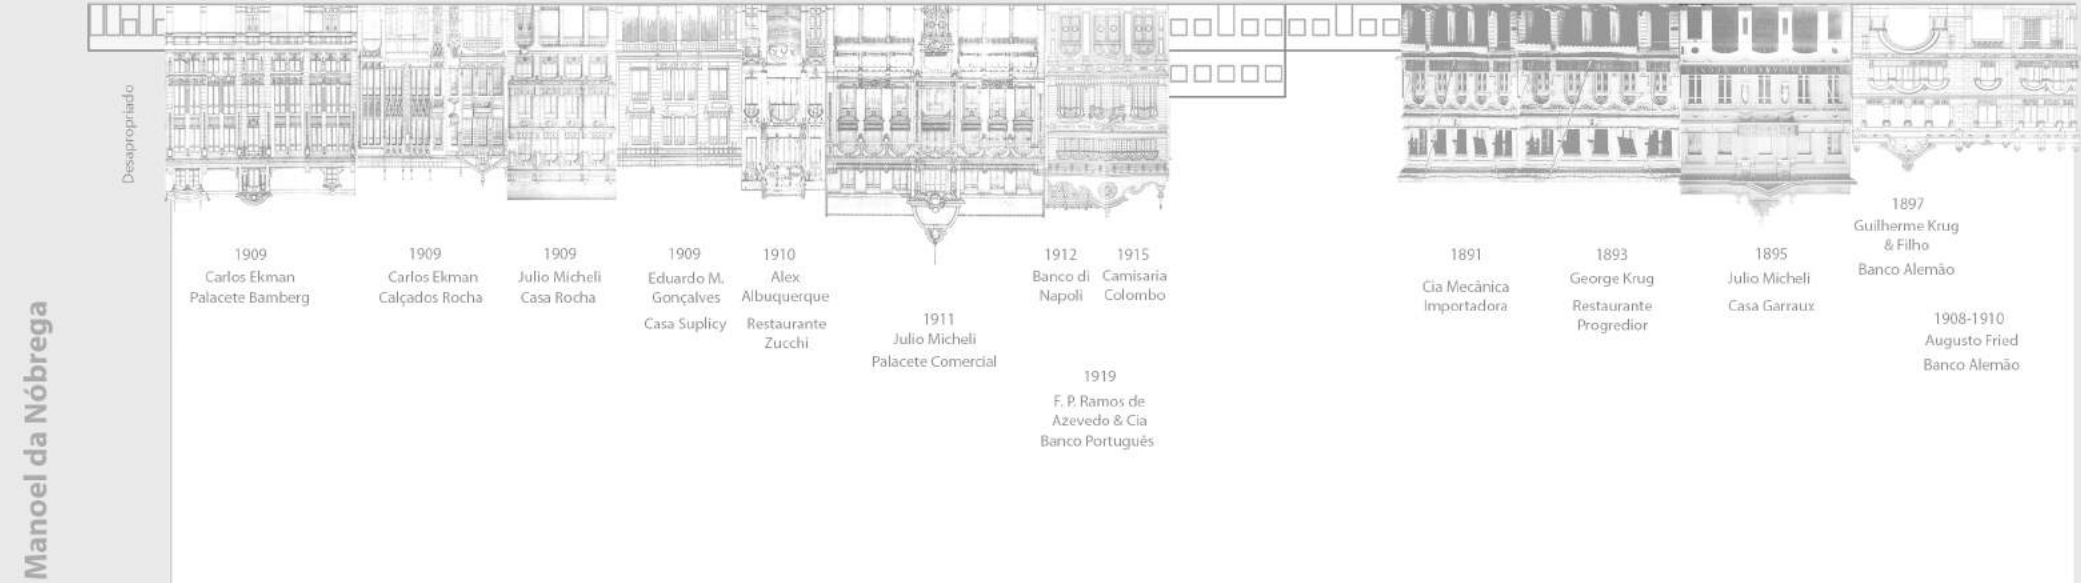 Desapropriado
Manoel da Nóbrega
1909
Carlos Ekman
Palacete Bamberg
1909
Carlos Ekman
Calçados Rocha
1909
Julio Micheli
Casa Rocha
1909
Eduardo M.
Gonçalves
Casa Suplicy
1910
Alex
Albuquerque
Restaurante
Zucchi
1911
Julio Micheli
Palacete Comercial
1912
Banco di
Napoli
1915
Camisaria
Colombo
1919
F. P. Ramos de
Azevedo & Cia
Banco Português
1891
Cia Mecânica
Importadora
1893
George Krug
Restaurante
Progredior
1895
Julio Micheli
Casa Garraux
1897
Guilherme Krug
& Filho
Banco Alemão
1908-1910
Augusto Fried
Banco Alemão